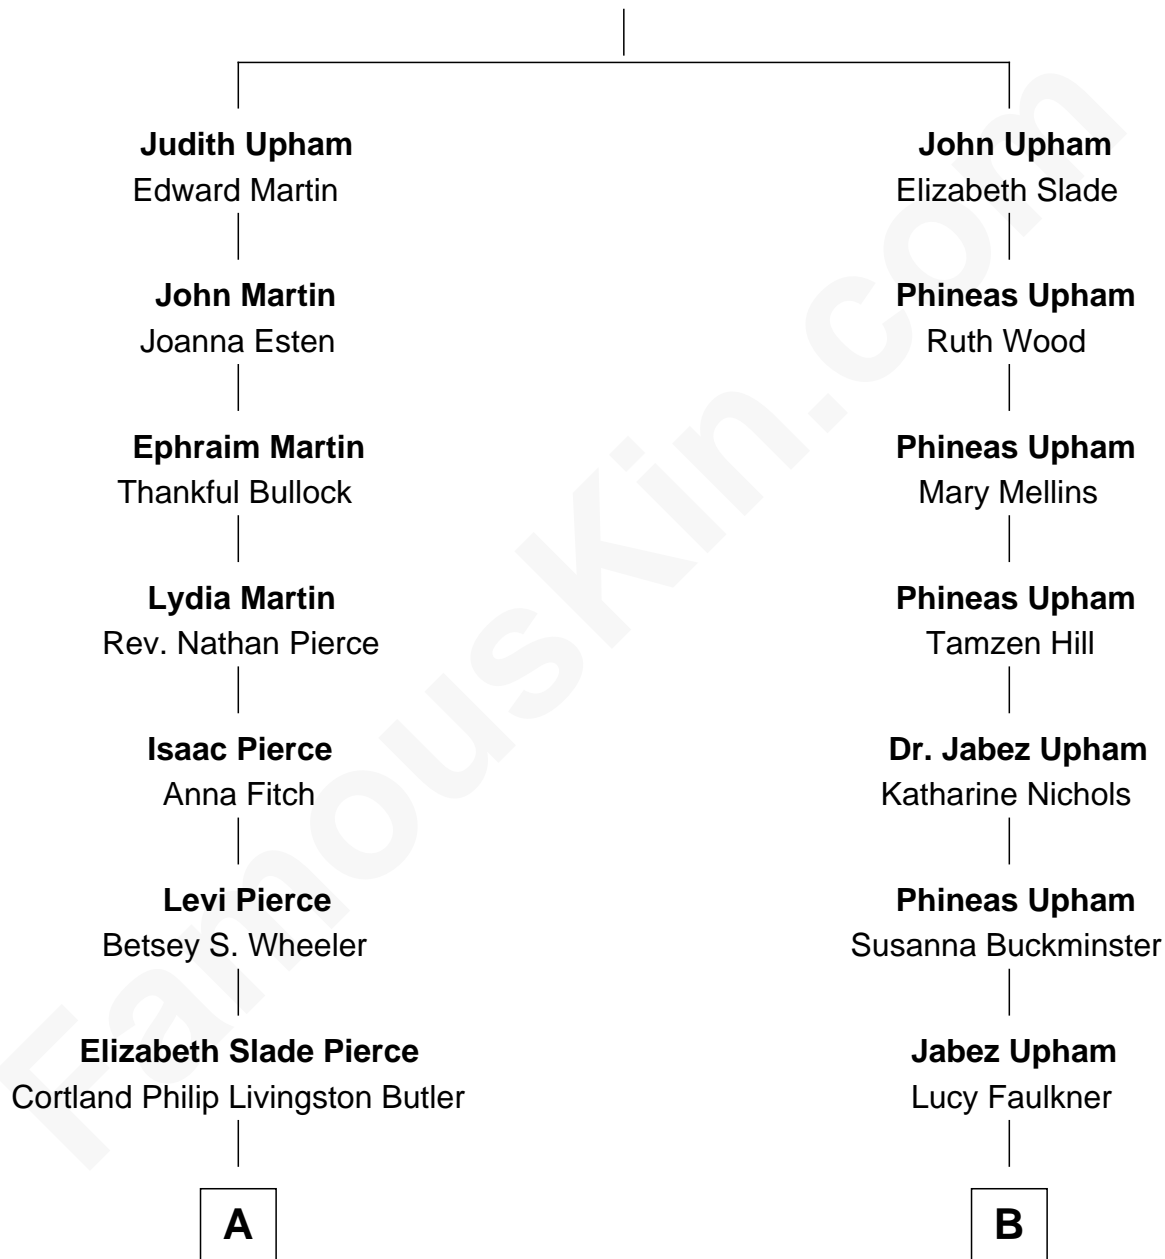 Judith Upham
Edward Martin
John Martin
Joanna Esten
Ephraim Martin
Thankful Bullock
Lydia Martin
Rev. Nathan Pierce
Isaac Pierce
Anna Fitch
Levi Pierce
Betsey S. Wheeler
Elizabeth Slade Pierce
Cortland Philip Livingston Butler
A
John Upham
Elizabeth Slade
Phineas Upham
Ruth Wood
Phineas Upham
Mary Mellins
Phineas Upham
Tamzen Hill
Dr. Jabez Upham
Katharine Nichols
Phineas Upham
Susanna Buckminster
Jabez Upham
Lucy Faulkner
B
FamousKin.com